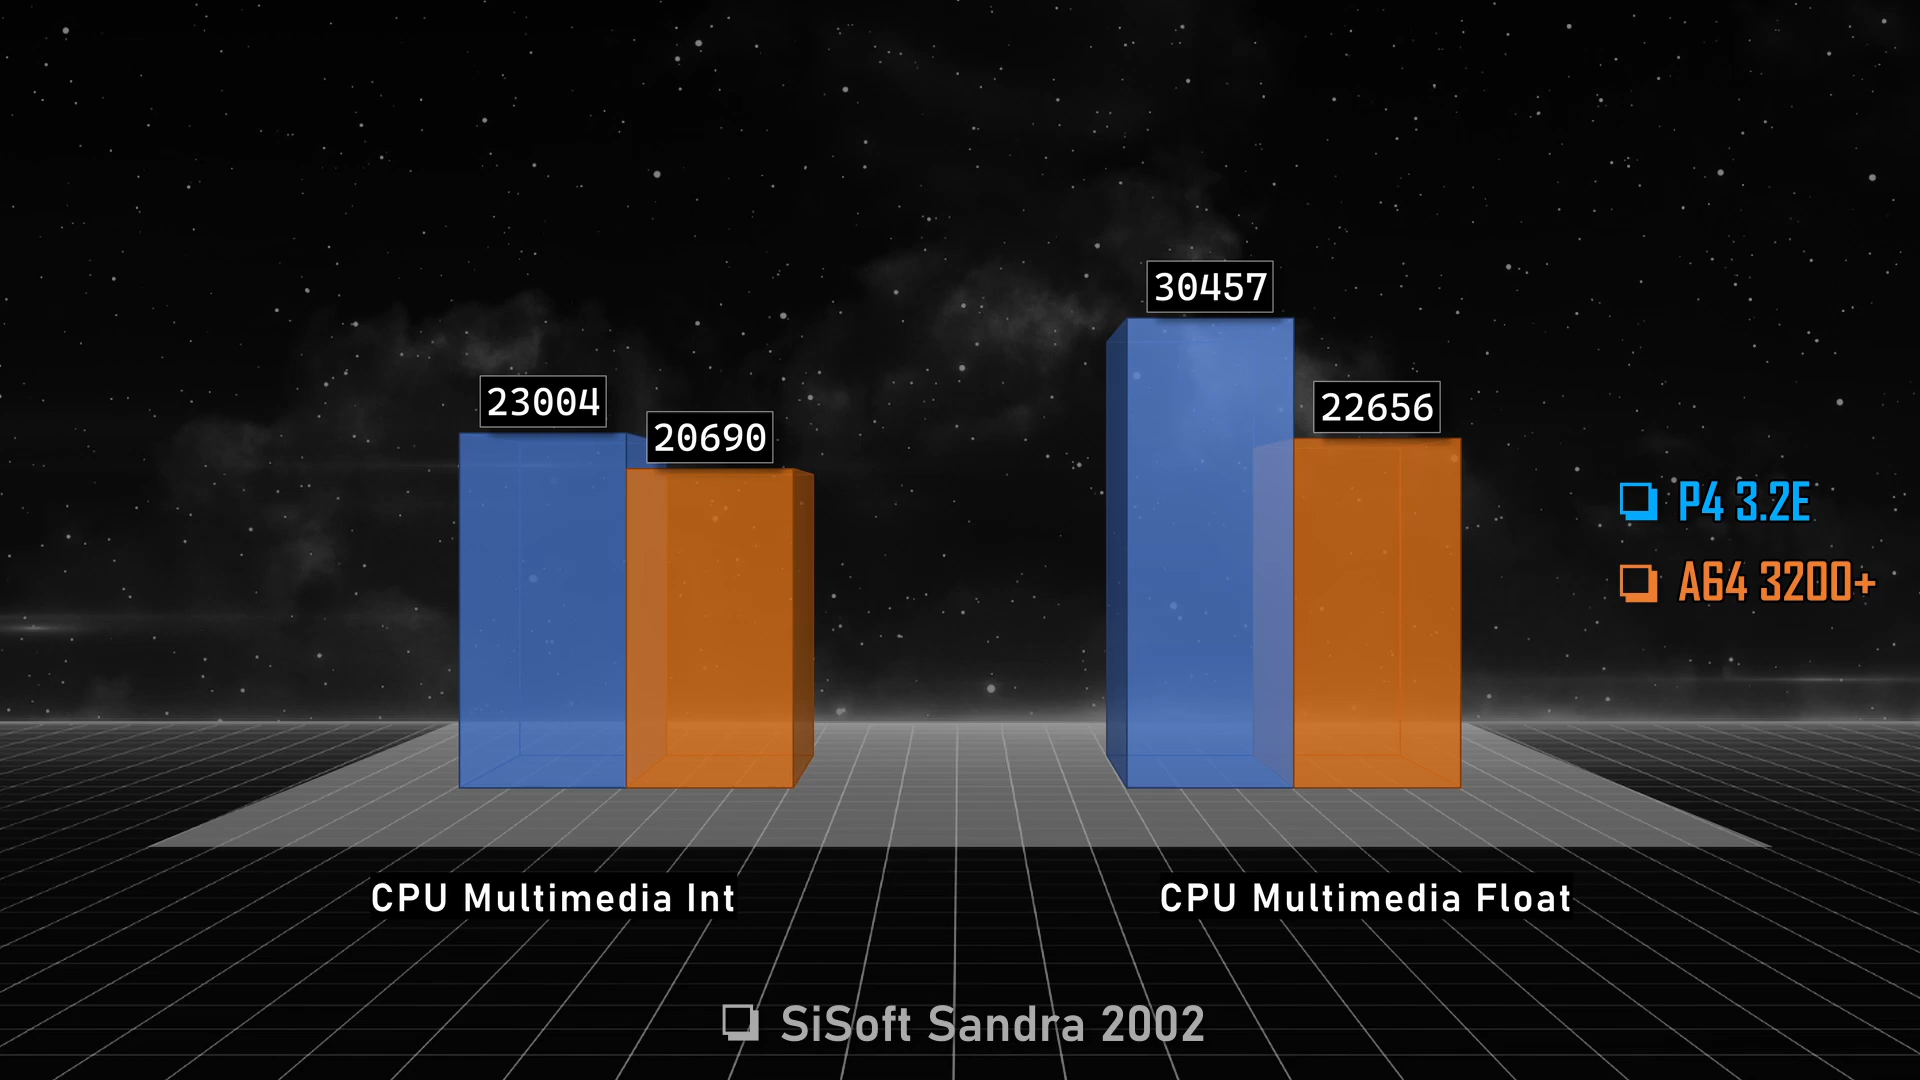 30457
23004
22656
20690
P4 3.2E
A64 3200+
CPU Multimedia Int
CPU Multimedia Float
SiSoft Sandra 2002